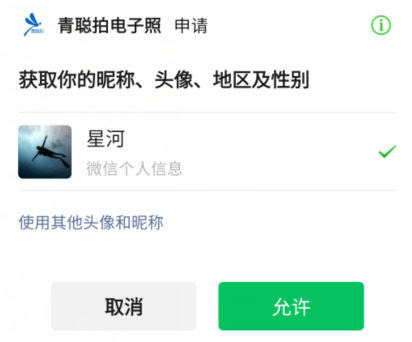 青聪拍电子照 申请
获取你的昵称、头像、地区及性别
星河
微信个人信息
使用其他头像和昵称
取消 允许